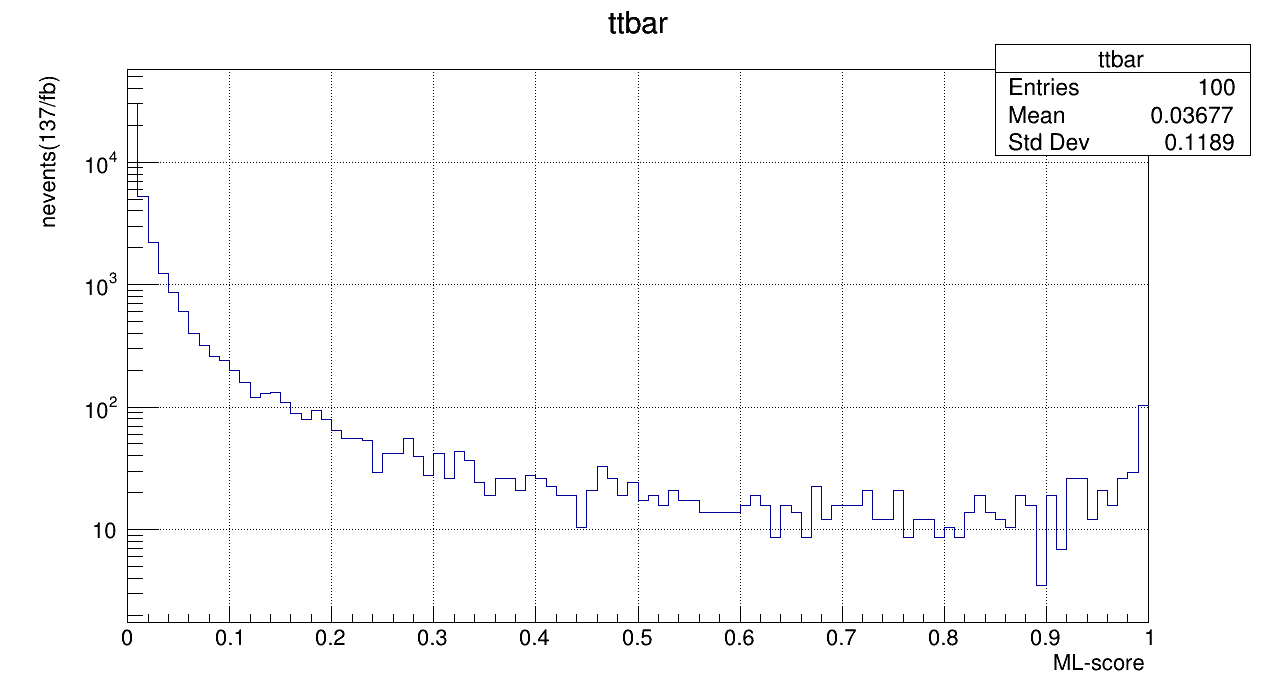 ttbar
ttbar
Entries 100
Mean 0.03677
Std Dev 0.1189
nevents(137/fb)
10^4
10^3
10^2
10
0 0.1 0.2 0.3 0.4 0.5 0.6 0.7 0.8 0.9 1
ML-score